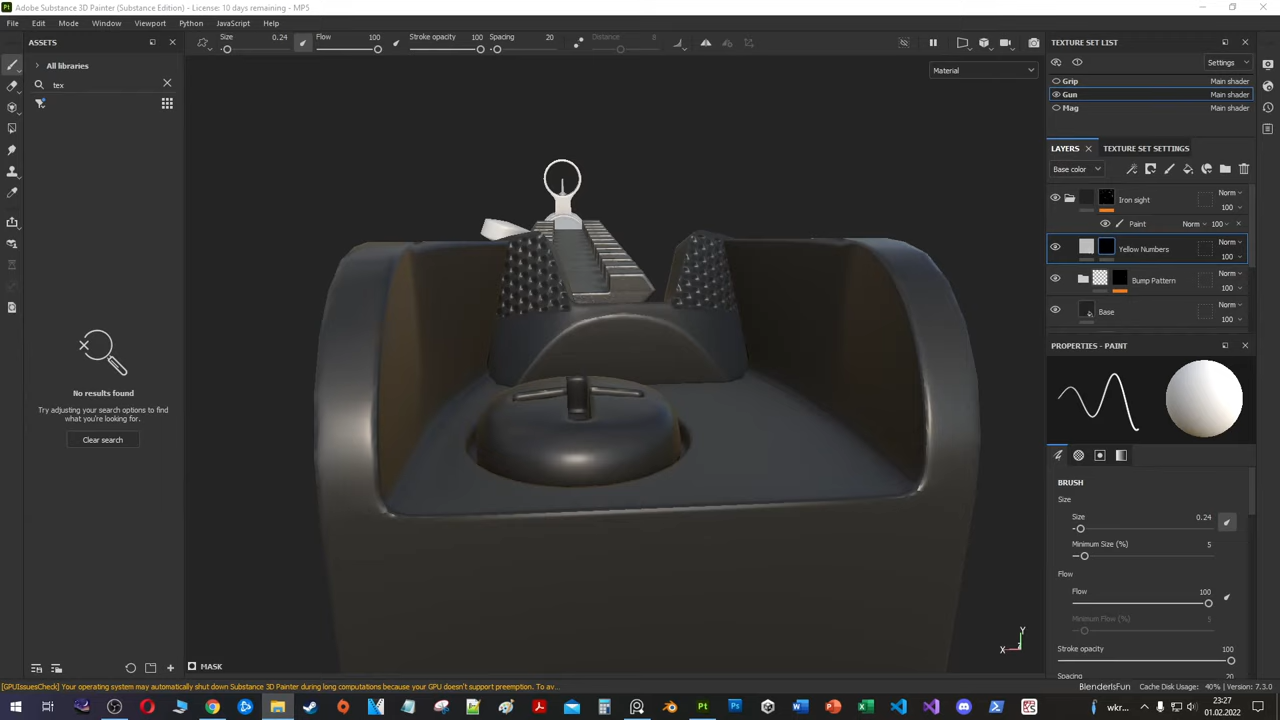 Adobe Substance 3D Painter (Substance Edition) - License: 10 days remaining - MP5
File Edit Mode Window Viewport Python JavaScript Help
ASSETS
Size 0.24 Flow 100 Stroke opacity 100 Spacing 20 Distance 8
All libraries
tex
Material
No results found
Try adjusting your search options to
find what you're looking for.
Clear search
TEXTURE SET LIST
Settings
Grip Main shader
Gun Main shader
Mag Main shader
LAYERS TEXTURE SET SETTINGS
Base color
Iron sight Norm
100
Paint Norm 100
Yellow Numbers Norm
100
Bump Pattern Norm
100
Base Norm
100
PROPERTIES - PAINT
BRUSH
Size
Size 0.24
Minimum Size (%) 5
Flow
Flow 100
Minimum Flow (%) 5
Stroke opacity 100
Spacing 20
Y
X
MASK
[GPUIssuesCheck] Your operating system may automatically shut down Substance 3D Painter during long computations because your GPU doesn't support preemption. To av...
BlenderIsFun Cache Disk Usage: 40% | Version: 7.3.0
wkr...
23:27
01.02.2022